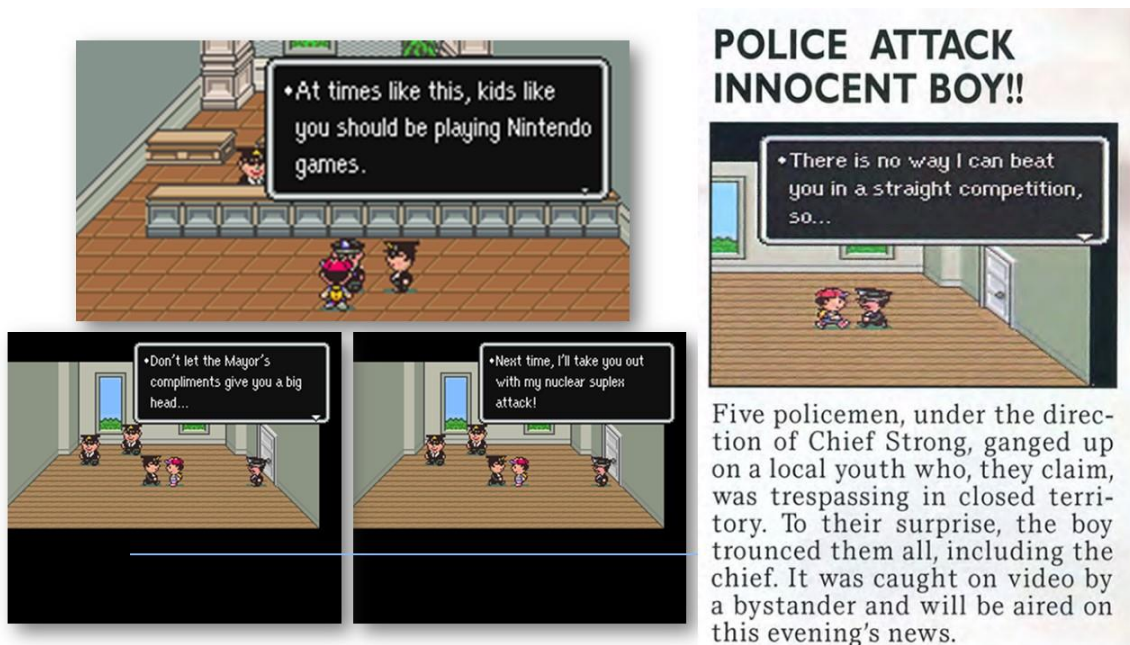 •At times like this, kids like
you should be playing Nintendo
games.
•Don't let the Mayor's
compliments give you a big
head...
•Next time, I'll take you out
with my nuclear suplex
attack!
POLICE ATTACK
INNOCENT BOY!!
•There is no way I can beat
you in a straight competition,
so...
Five policemen, under the direc-
tion of Chief Strong, ganged up
on a local youth who, they claim,
was trespassing in closed terri-
tory. To their surprise, the boy
trounced them all, including the
chief. It was caught on video by
a bystander and will be aired on
this evening's news.